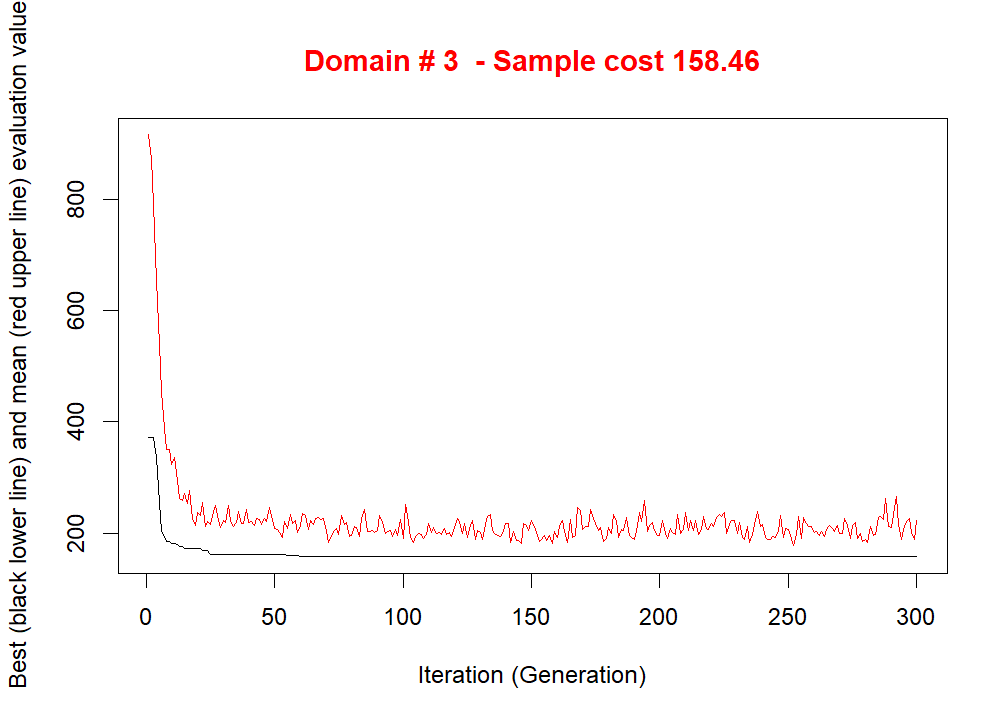 Domain # 3  - Sample cost 158.46
Best (black lower line) and mean (red upper line) evaluation value
800
600
400
200
0 50 100 150 200 250 300
Iteration (Generation)